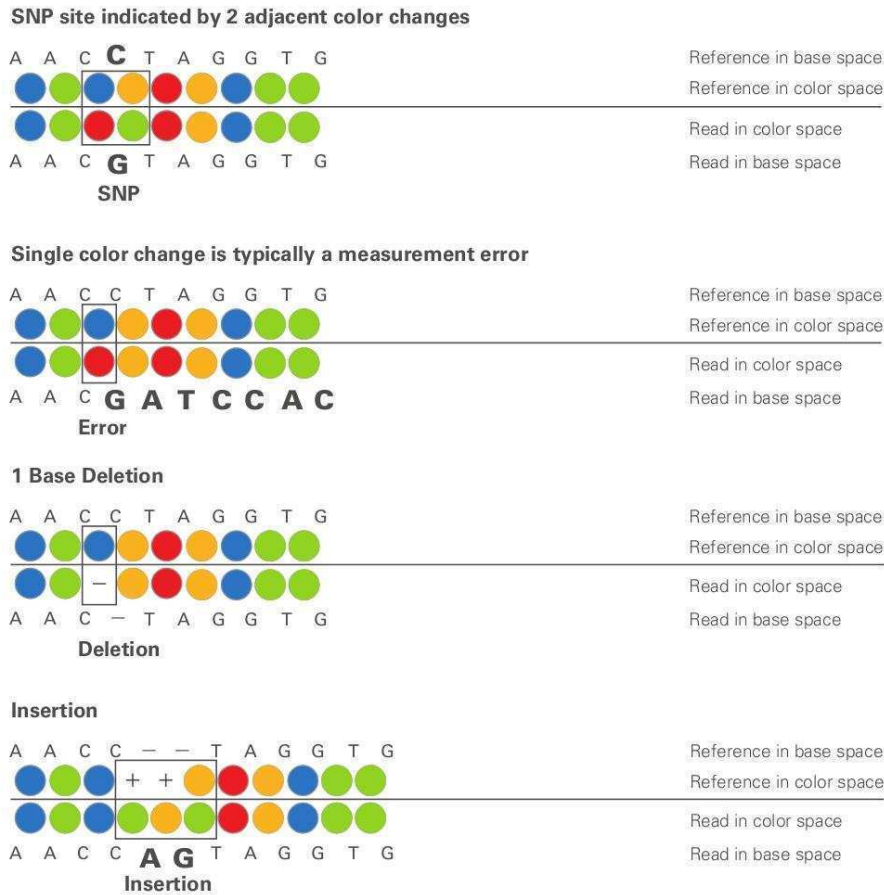 SNP site indicated by 2 adjacent color changes
A A C C T A G G T G Reference in base space
Reference in color space
Read in color space
A A C G T A G G T G Read in base space
SNP
Single color change is typically a measurement error
A A C C T A G G T G Reference in base space
Reference in color space
Read in color space
A A C G A T C C A C Read in base space
Error
1 Base Deletion
A A C C T A G G T G Reference in base space
Reference in color space
− Read in color space
A A C − T A G G T G Read in base space
Deletion
Insertion
A A C C − − T A G G T G Reference in base space
+ + Reference in color space
Read in color space
A A C C A G T A G G T G Read in base space
Insertion